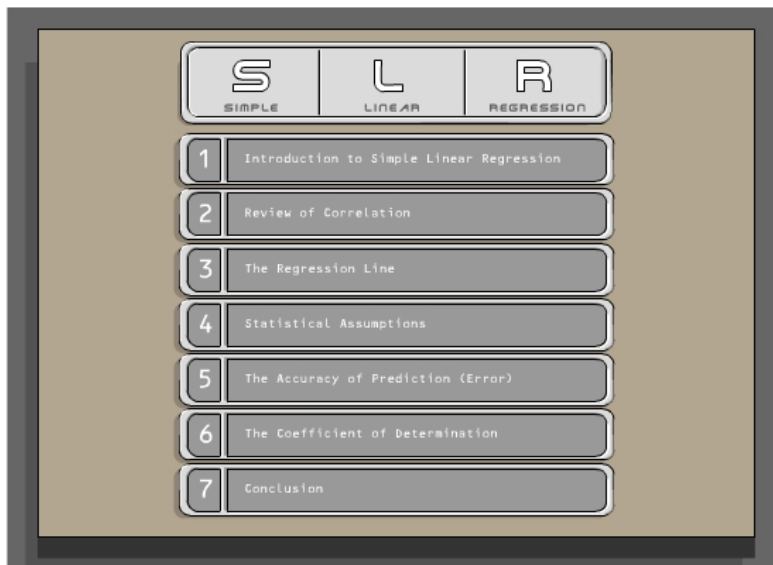 S L R
SIMPLE LINEAR REGRESSION
1 Introduction to Simple Linear Regression
2 Review of Correlation
3 The Regression Line
4 Statistical Assumptions
5 The Accuracy of Prediction (Error)
6 The Coefficient of Determination
7 Conclusion